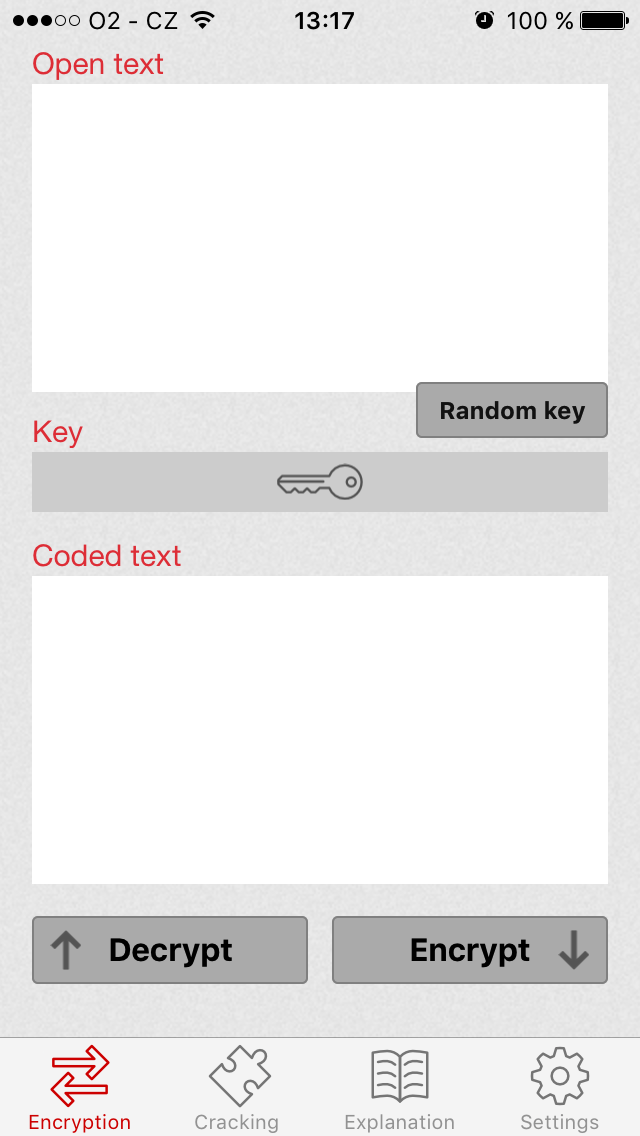 O2 - CZ 13:17 100 %
Open text
Random key
Key
Coded text
Decrypt Encrypt
Encryption Cracking Explanation Settings